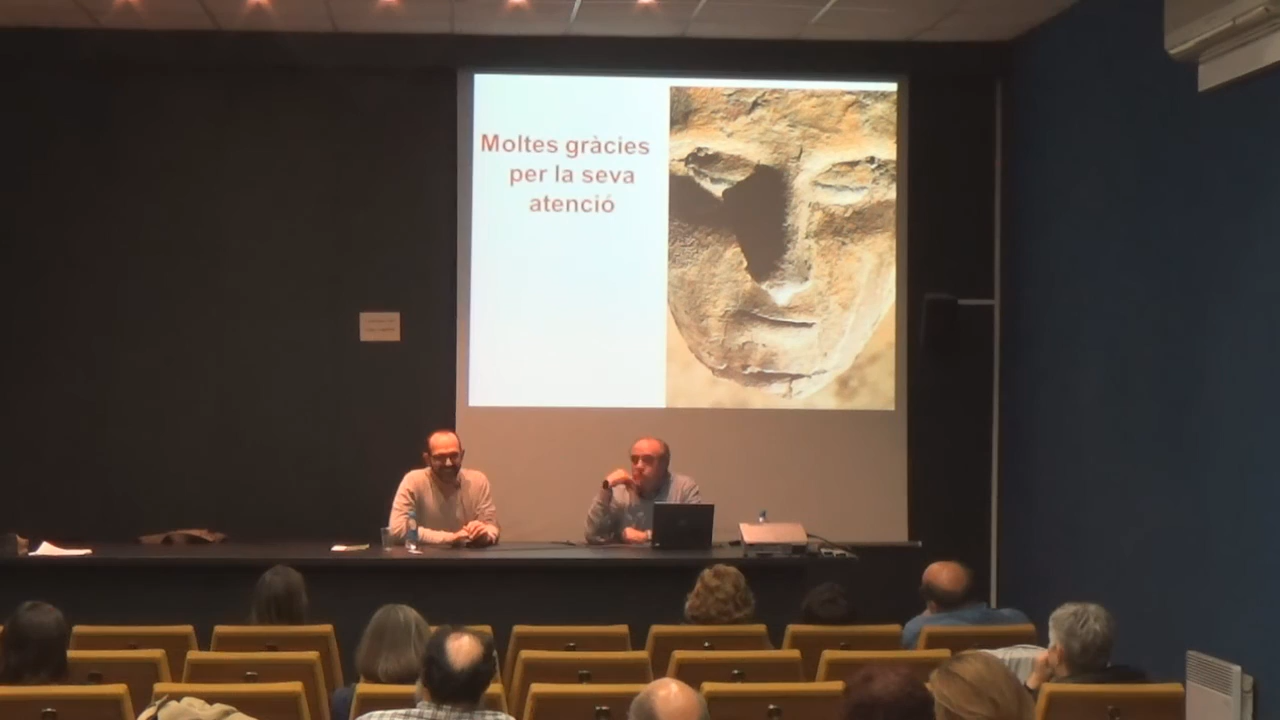 Moltes gràcies
per la seva
atenció